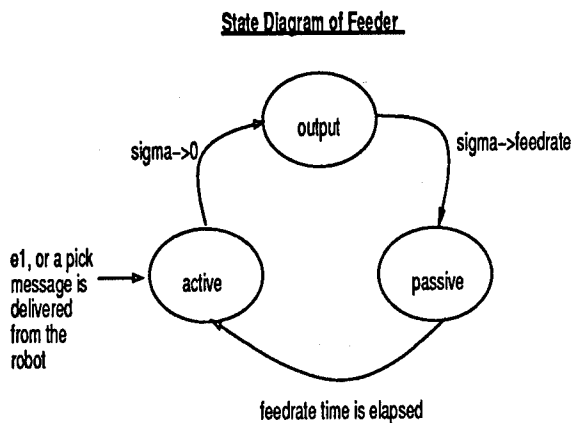 State Diagram of Feeder
output
sigma->0
sigma->feedrate
e1, or a pick
message is
delivered
from the
robot
active
passive
feedrate time is elapsed